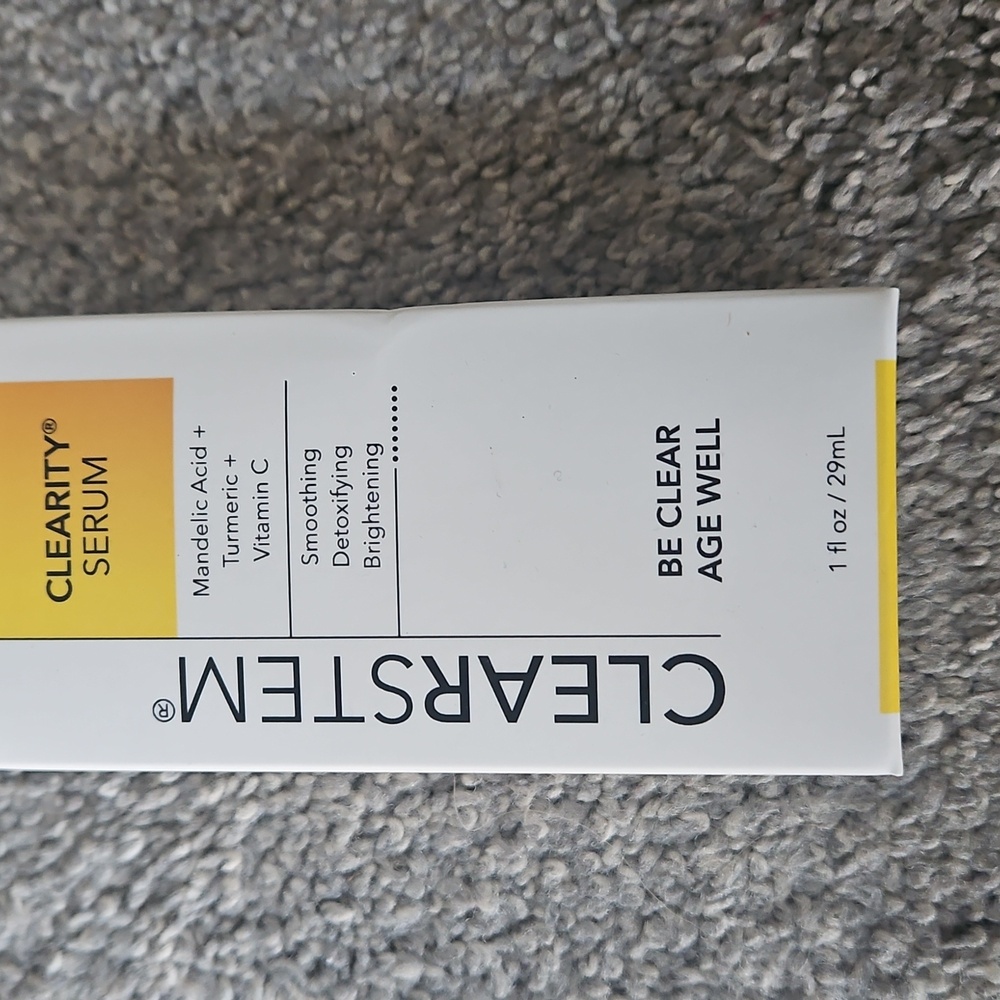 CLEARSTEM®
CLEARITY®
SERUM
Mandelic Acid +
Turmeric +
Vitamin C
Smoothing
Detoxifying
Brightening
BE CLEAR
AGE WELL
1 fl oz / 29mL